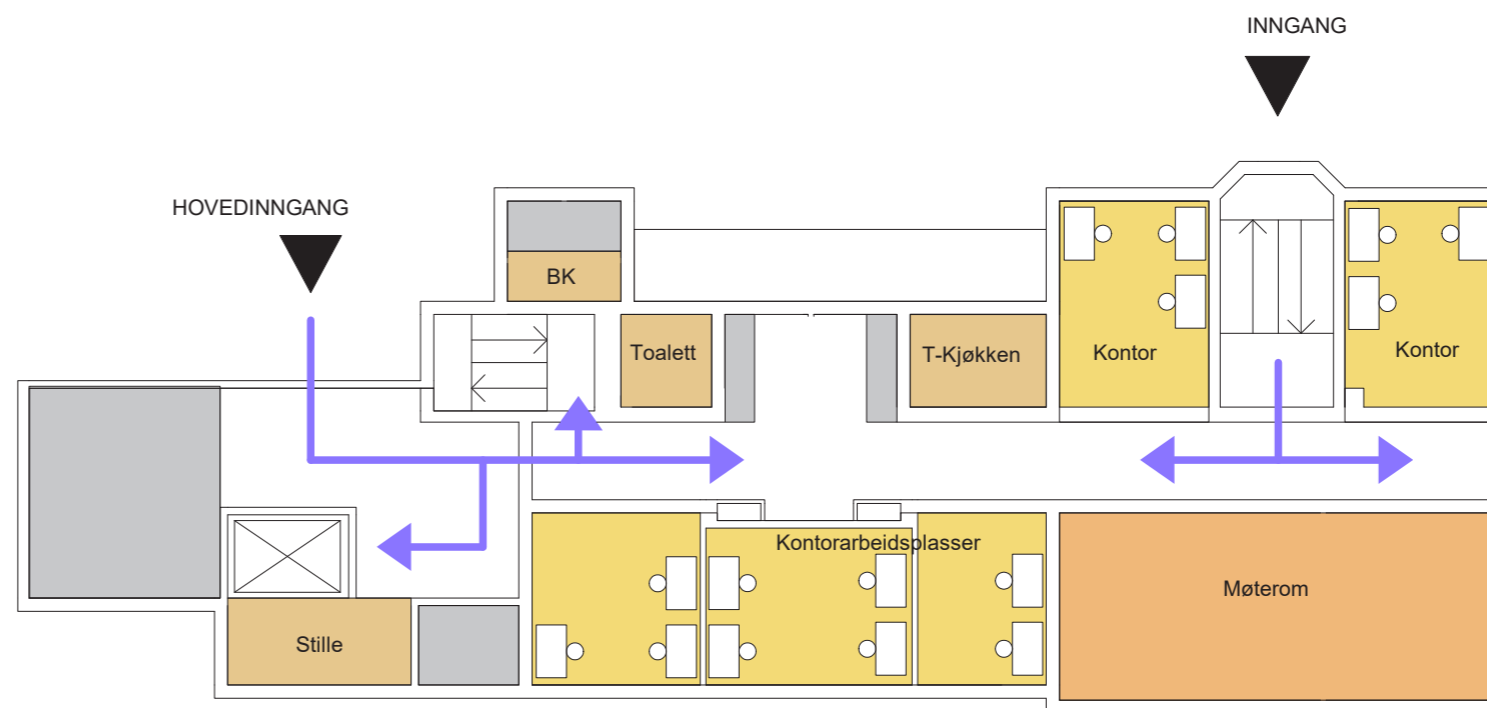 INNGANG
HOVEDINNGANG
BK
Toalett
T-Kjøkken
Kontor
Kontor
Kontorarbeidsplasser
Møterom
Stille